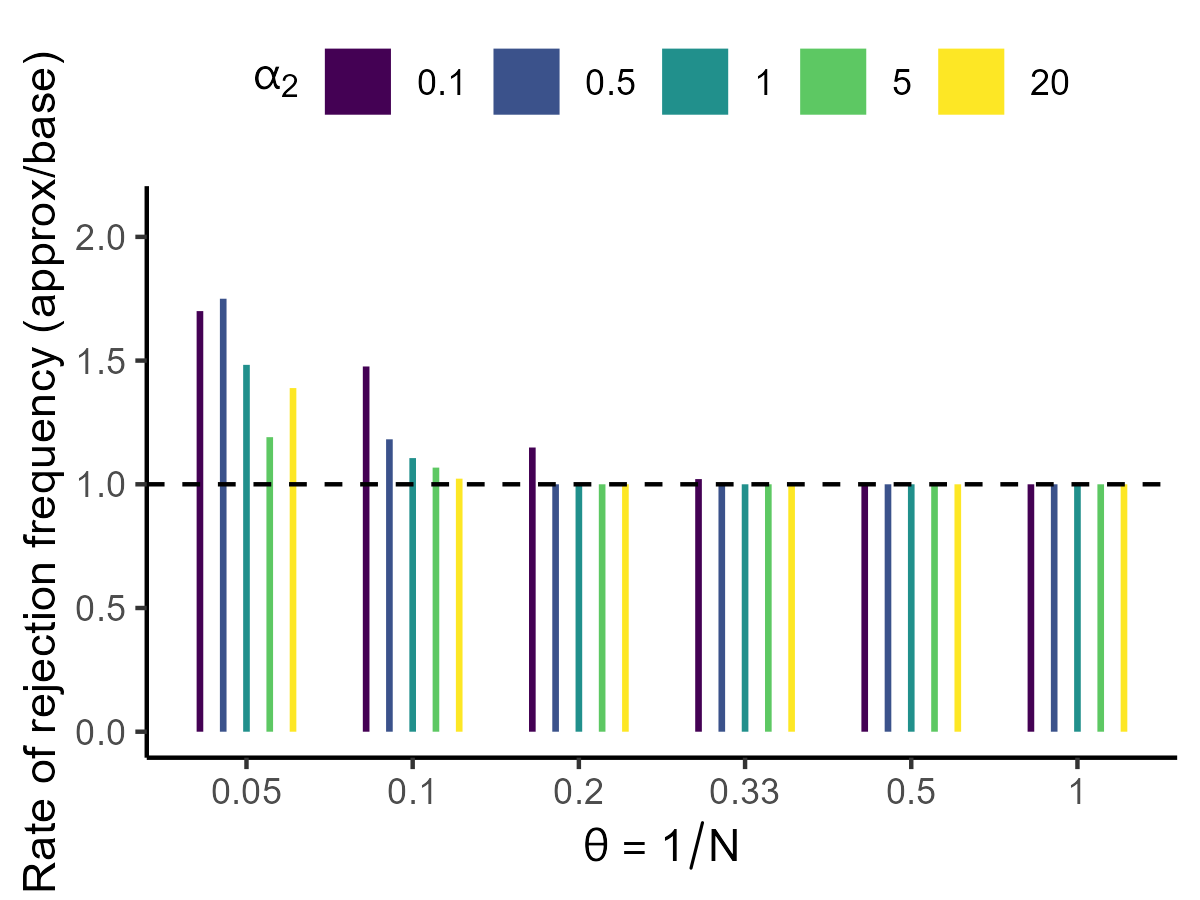 α₂ 0.1 0.5 1 5 20
Rate of rejection frequency (approx/base)
2.0
1.5
1.0
0.5
0.0
0.05 0.1 0.2 0.33 0.5 1
θ = 1/N